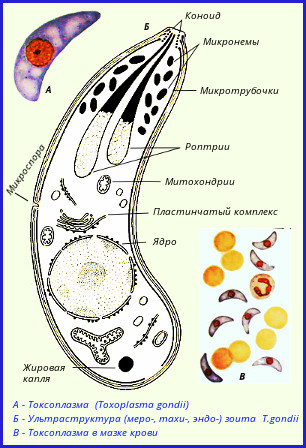 Б
Коноид
Микронемы
А
Микротрубочки
Роптрии
Микроспора
Митохондрии
Пластинчатый комплекс
Ядро
Жировая
капля
В
А - Токсоплазма (Toxoplasma gondii)
Б - Ультраструктура (меро-, тахи-, эндо-) зоита T.gondii
В - Токсоплазма в мазке крови